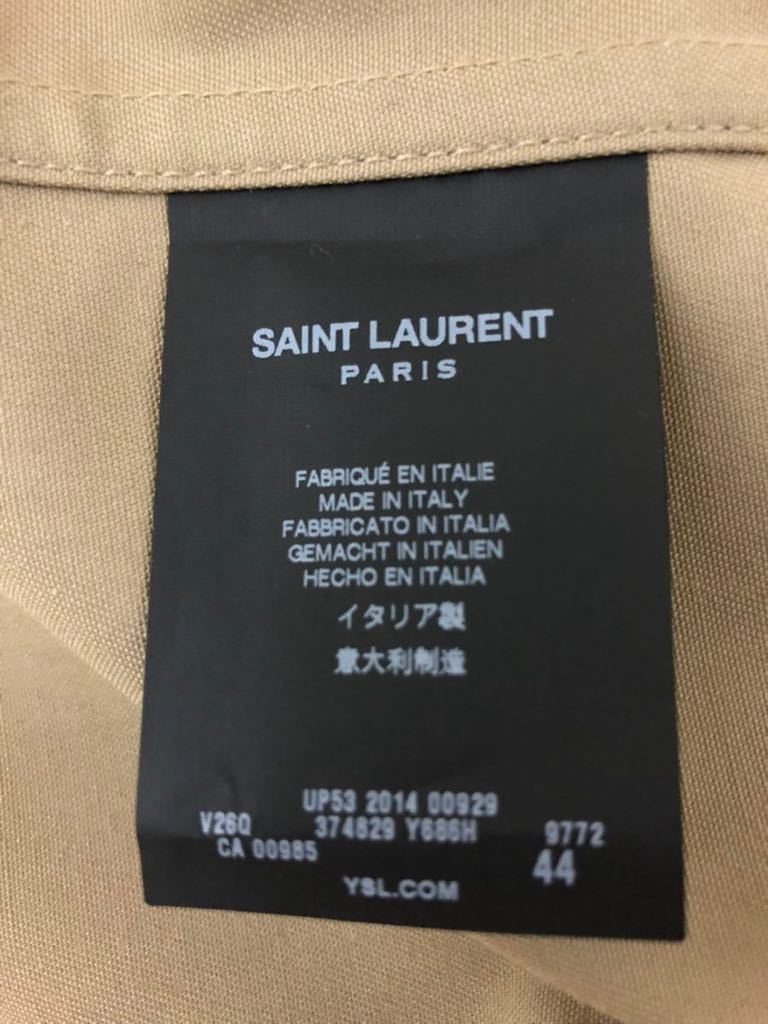 SAINT LAURENT
PARIS
FABRIQUÉ EN ITALIE
MADE IN ITALY
FABBRICATO IN ITALIA
GEMACHT IN ITALIEN
HECHO EN ITALIA
イタリア製
意大利制造
UP53 2014 00929
V26Q 374829 Y686H 9772
CA 00985 44
YSL.COM